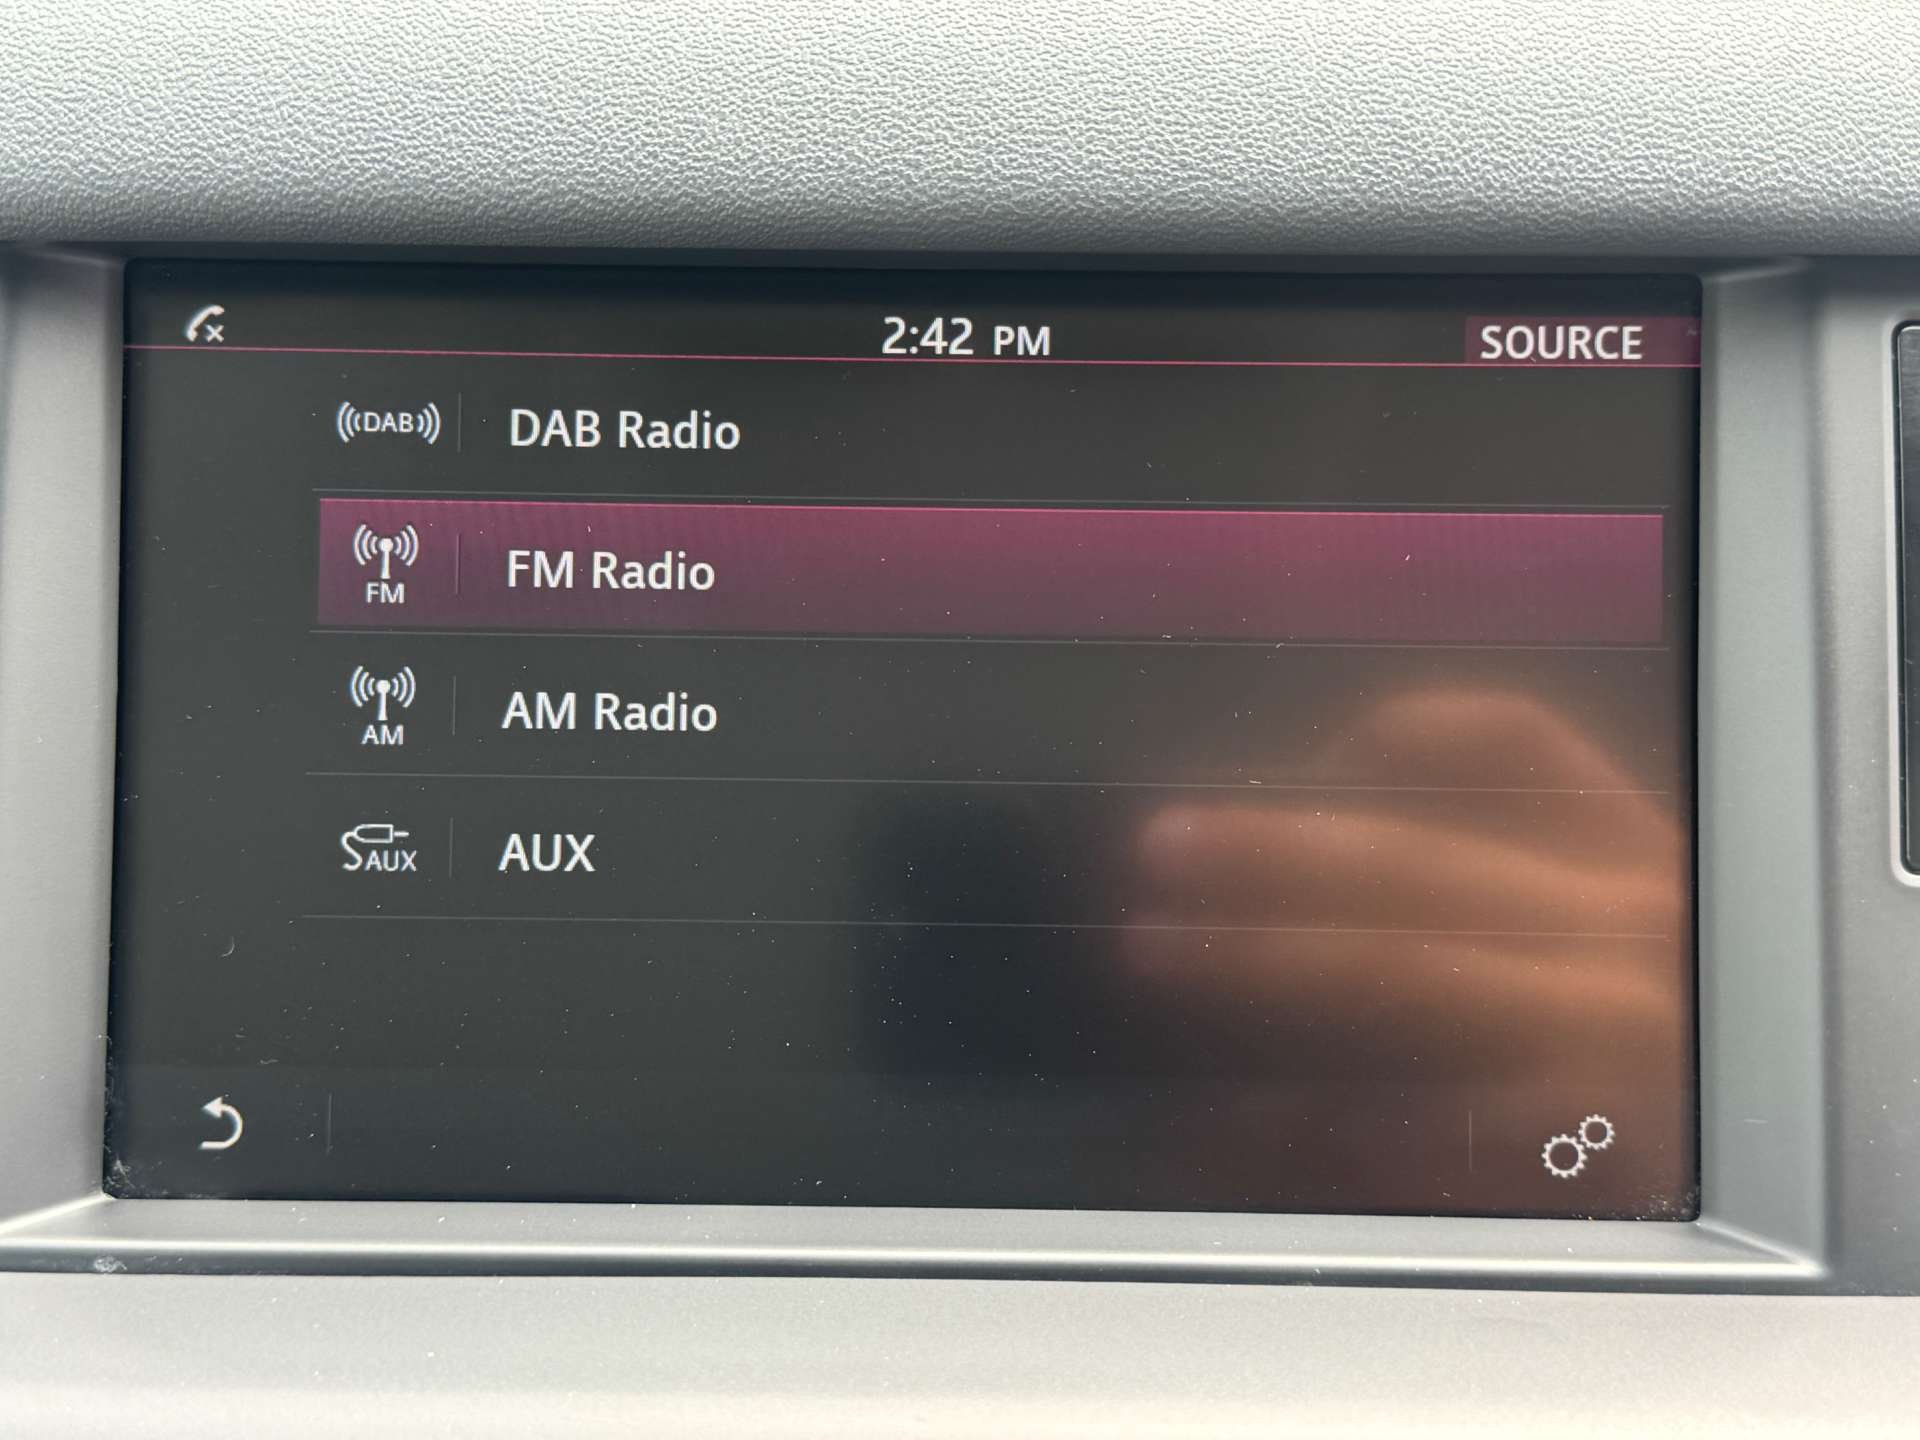 2:42 PM
SOURCE
DAB
DAB Radio
FM
FM Radio
AM
AM Radio
AUX
AUX